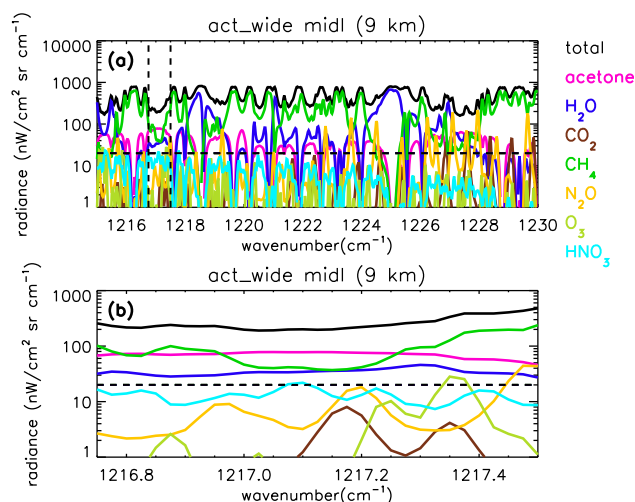 act_wide midl (9 km)
radiance (nW/cm² sr cm⁻¹)
10000
1000
100
10
1
(a)
1216 1218 1220 1222 1224 1226 1228 1230
wavenumber(cm⁻¹)
total
acetone
H₂O
CO₂
CH₄
N₂O
O₃
HNO₃
act_wide midl (9 km)
radiance (nW/cm² sr cm⁻¹)
1000
100
10
1
(b)
1216.8 1217.0 1217.2 1217.4
wavenumber(cm⁻¹)